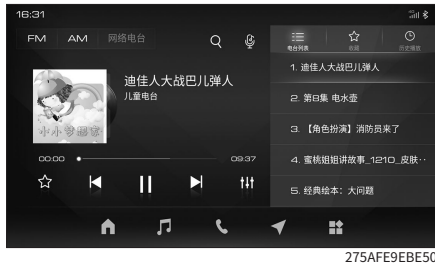 16:31
FM AM 网络电台
电台列表 收藏 历史播放
迪佳人大战巴儿弹人
儿童电台
小小梦想家
00:00 09:37
1. 迪佳人大战巴儿弹人
2. 第8集 电水壶
3. 【角色扮演】消防员来了
4. 蜜桃姐姐讲故事_1210_皮肤··
5. 经典绘本：大问题
275AFE9EBE50